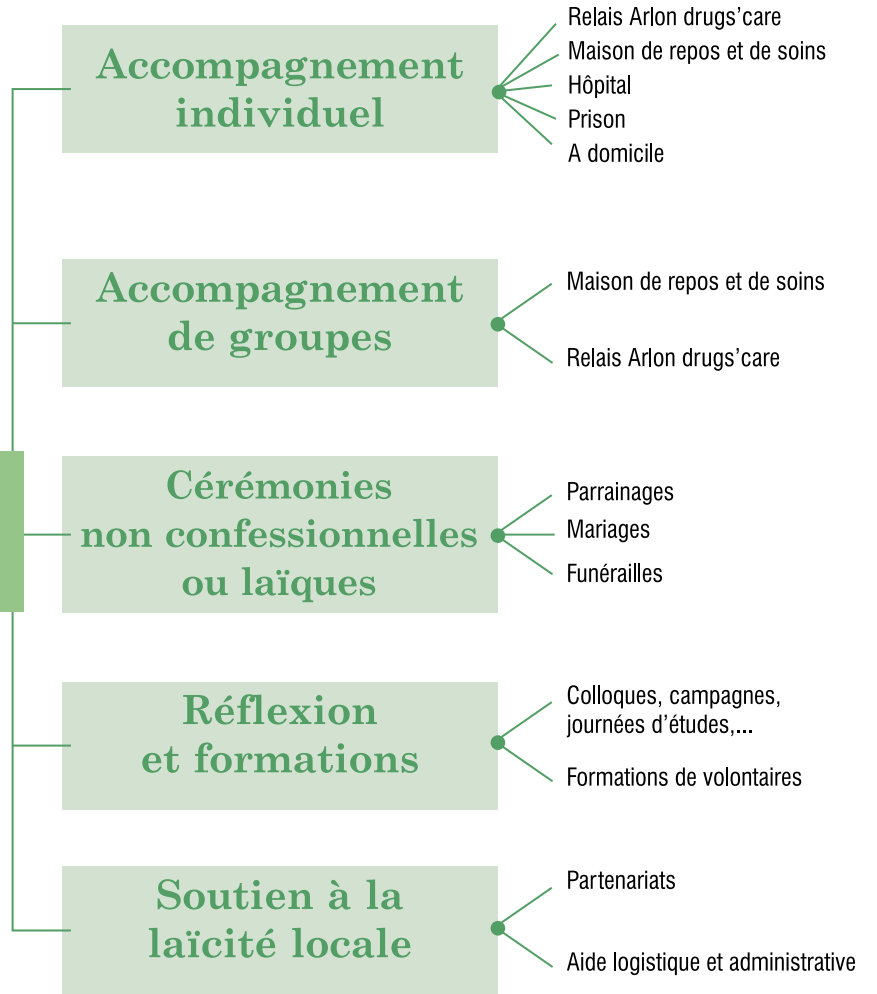 Accompagnement
individuel
Relais Arlon drugs’care
Maison de repos et de soins
Hôpital
Prison
A domicile
Accompagnement
de groupes
Maison de repos et de soins
Relais Arlon drugs’care
Cérémonies
non confessionnelles
ou laïques
Parrainages
Mariages
Funérailles
Réflexion
et formations
Colloques, campagnes,
journées d’études,...
Formations de volontaires
Soutien à la
laïcité locale
Partenariats
Aide logistique et administrative